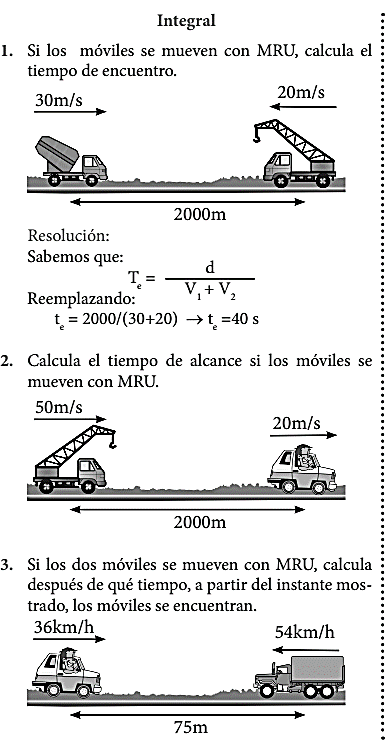 Integral
1. Si los móviles se mueven con MRU, calcula el
tiempo de encuentro.
30m/s
20m/s
2000m
Resolución:
Sabemos que:
Tₑ = d / V₁ + V₂
Reemplazando:
tₑ = 2000/(30+20) → tₑ =40 s
2. Calcula el tiempo de alcance si los móviles se
mueven con MRU.
50m/s
20m/s
2000m
3. Si los dos móviles se mueven con MRU, calcula
después de qué tiempo, a partir del instante mos-
trado, los móviles se encuentran.
36km/h
54km/h
75m